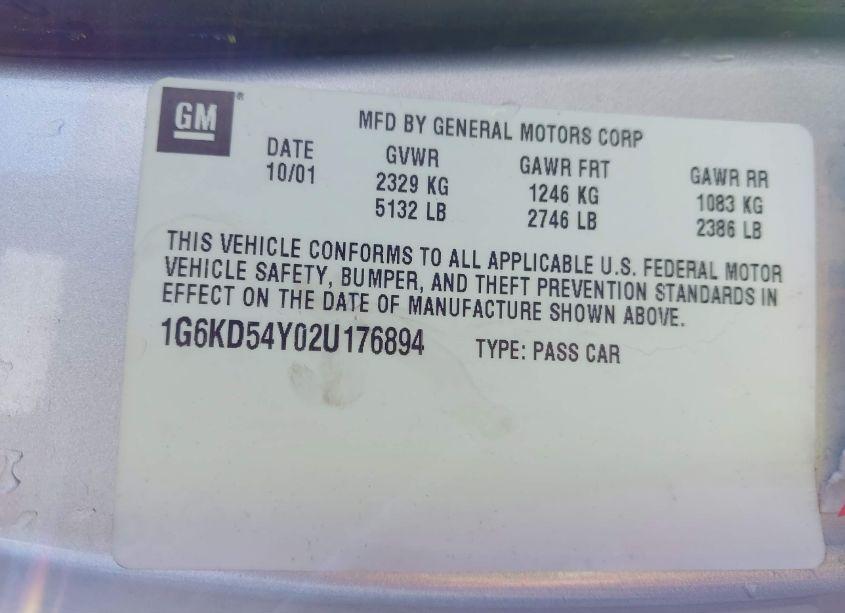 GM®
MFD BY GENERAL MOTORS CORP
DATE GVWR GAWR FRT GAWR RR
10/01 2329 KG 1246 KG 1083 KG
5132 LB 2746 LB 2386 LB
THIS VEHICLE CONFORMS TO ALL APPLICABLE U.S. FEDERAL MOTOR
VEHICLE SAFETY, BUMPER, AND THEFT PREVENTION STANDARDS IN
EFFECT ON THE DATE OF MANUFACTURE SHOWN ABOVE.
1G6KD54Y02U176894 TYPE: PASS CAR